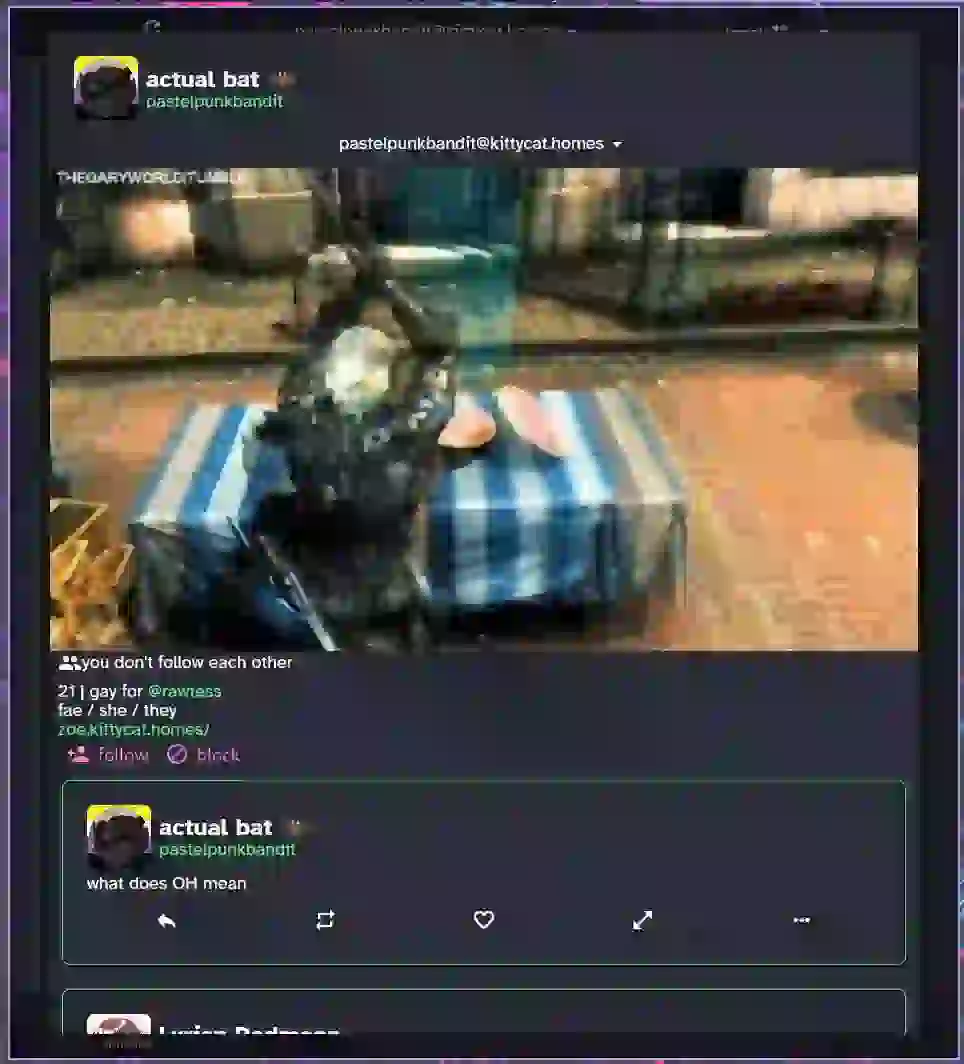 actual bat
pastelpunkbandit
pastelpunkbandit@kittycat.homes
you don't follow each other
21 | gay for @rawress
fae / she / they
zoe.kittycat.homes/
follow block
actual bat
pastelpunkbandit
what does OH mean